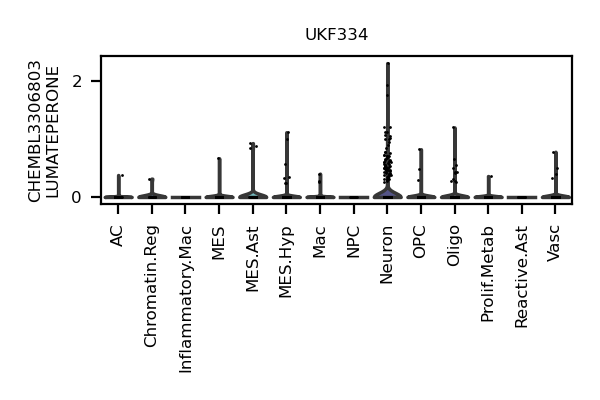 UKF334
CHEMBL3306803
LUMATEPERONE
2
0
AC
Chromatin.Reg
Inflammatory.Mac
MES
MES.Ast
MES.Hyp
Mac
NPC
Neuron
OPC
Oligo
Prolif.Metab
Reactive.Ast
Vasc